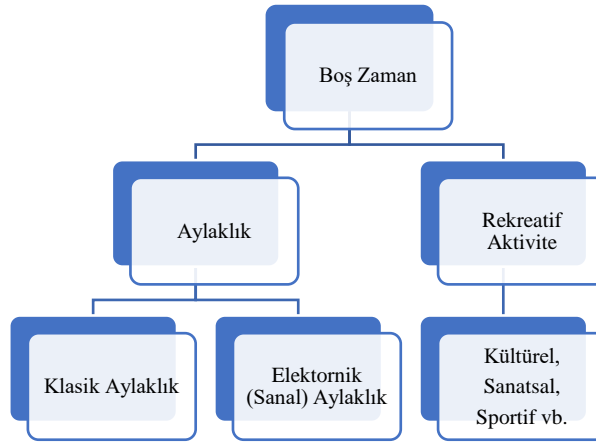 Boş Zaman
Aylaklık
Rekreatif
Aktivite
Klasik Aylaklık
Elektornik
(Sanal) Aylaklık
Kültürel,
Sanatsal,
Sportif vb.